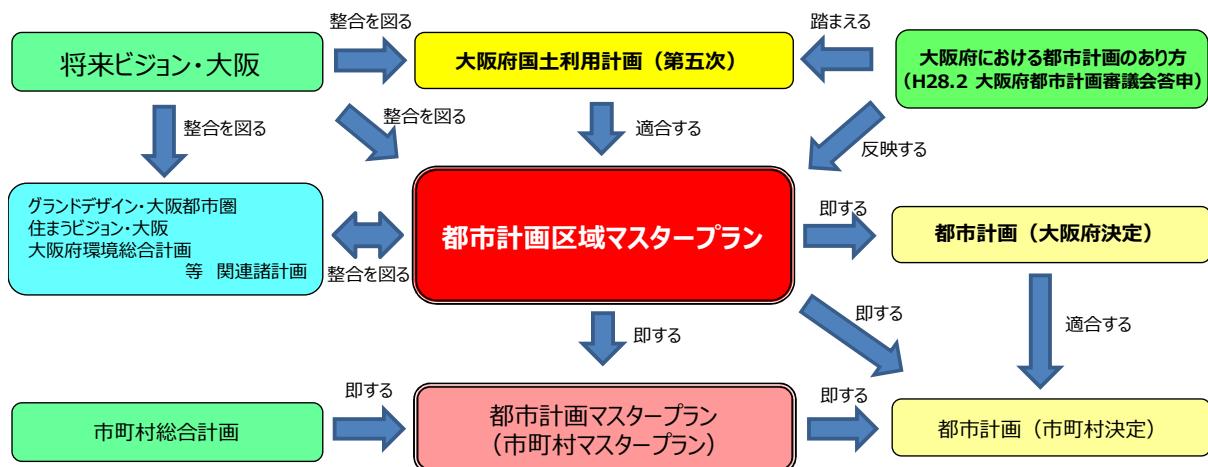 整合を図る
踏まえる
将来ビジョン・大阪
大阪府国土利用計画（第五次）
大阪府における都市計画のあり方
（H28.2 大阪府都市計画審議会答申）
整合を図る
整合を図る
適合する
反映する
グランドデザイン・大阪都市圏
住まうビジョン・大阪
大阪府環境総合計画
等　関連諸計画
整合を図る
都市計画区域マスタープラン
即する
都市計画（大阪府決定）
即する
即する
適合する
市町村総合計画
即する
都市計画マスタープラン
（市町村マスタープラン）
即する
都市計画（市町村決定）